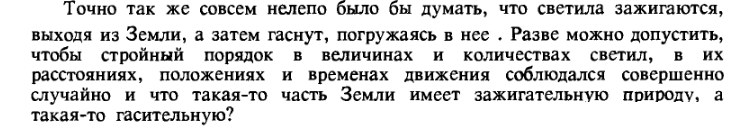 Точно так же совсем нелепо было бы думать, что светила зажигаются,
выходя из Земли, а затем гаснут, погружаясь в нее . Разве можно допустить,
чтобы стройный порядок в величинах и количествах светил, в их
расстояниях, положениях и временах движения соблюдался совершенно
случайно и что такая-то часть Земли имеет зажигательную природу, а
такая-то гасительную?